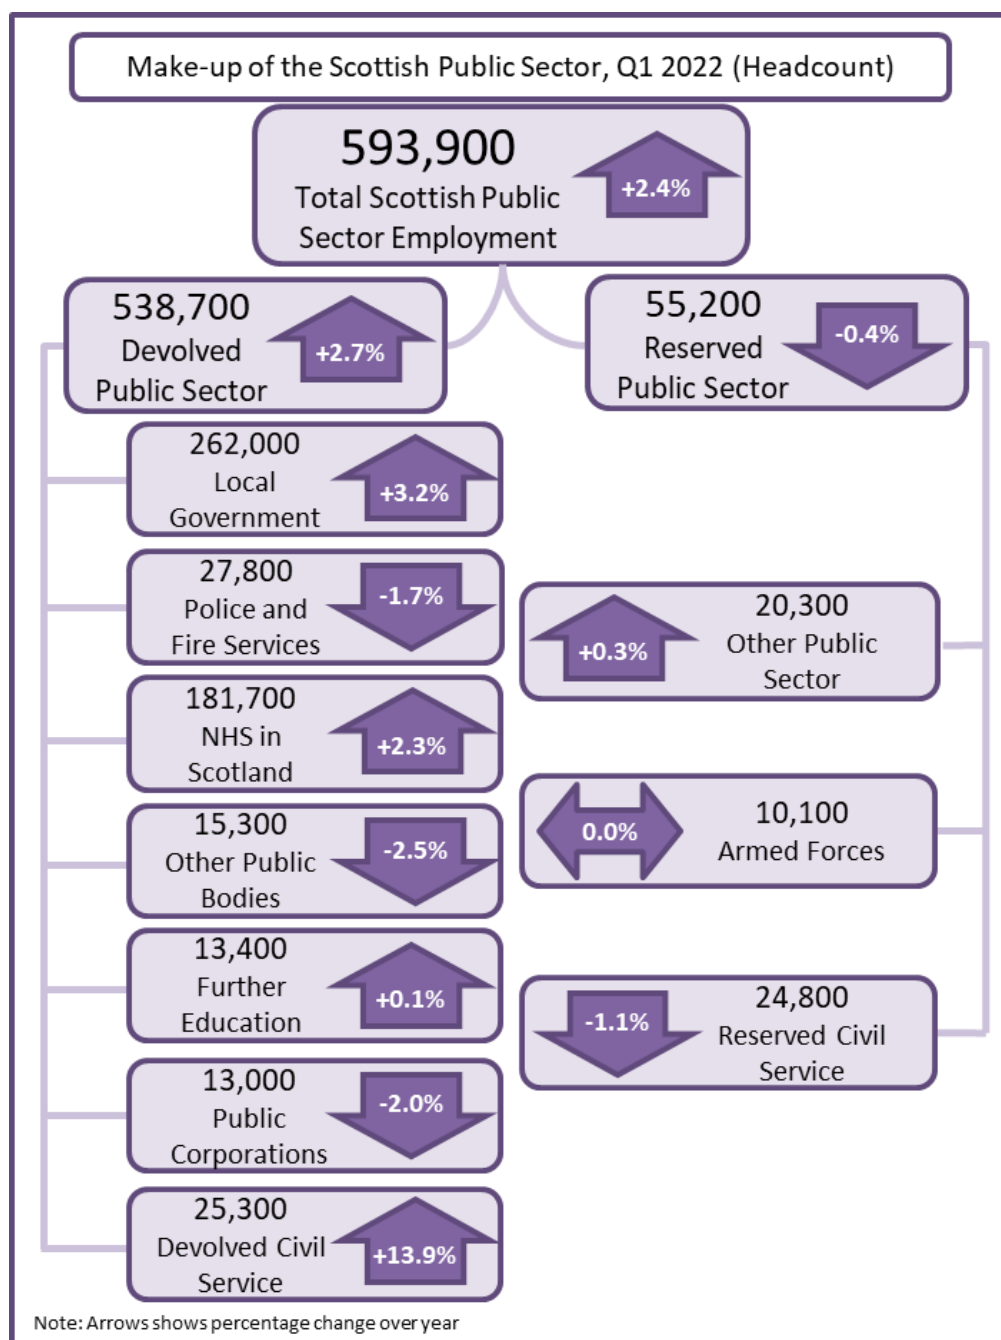 Make-up of the Scottish Public Sector, Q1 2022 (Headcount)
593,900
Total Scottish Public
Sector Employment
+2.4%
538,700
Devolved
Public Sector
+2.7%
55,200
Reserved
Public Sector
-0.4%
262,000
Local
Government
+3.2%
27,800
Police and
Fire Services
-1.7%
181,700
NHS in
Scotland
+2.3%
15,300
Other Public
Bodies
-2.5%
13,400
Further
Education
+0.1%
13,000
Public
Corporations
-2.0%
25,300
Devolved Civil
Service
+13.9%
+0.3%
20,300
Other Public
Sector
0.0%
10,100
Armed Forces
-1.1%
24,800
Reserved Civil
Service
Note: Arrows shows percentage change over year